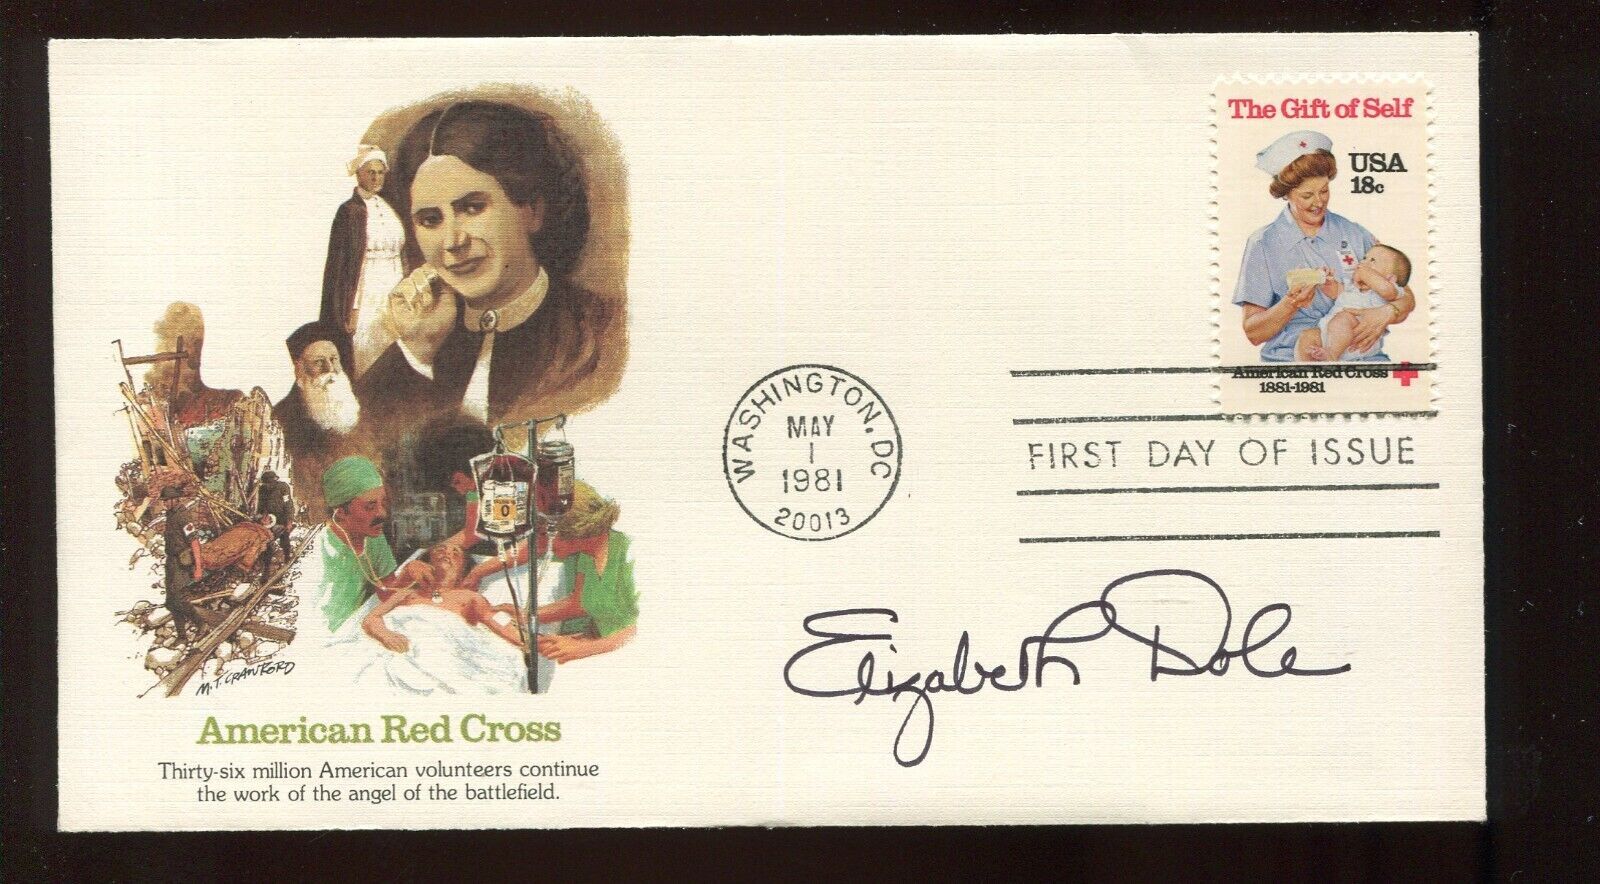 The Gift of Self
USA
18c
American Red Cross
1881-1981
WASHINGTON, DC
MAY
1
1981
20013
FIRST DAY OF ISSUE
O
M.T. CRAWFORD
Elizabeth Dole
American Red Cross
Thirty-six million American volunteers continue
the work of the angel of the battlefield.